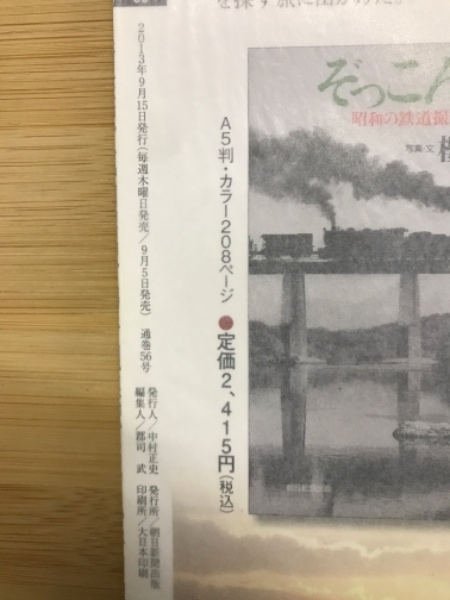 を探す旅に出かけた。
ぞっこん
昭和の鉄道撮
写真・文
A5判・カラー208ページ ●定価2、415円(税込)
2013年9月15日発行(毎週木曜日発売/9月5日発売) 通巻56号
発行人/中村正史 発行所/朝日新聞出版
編集人/郡司 武 印刷所/大日本印刷